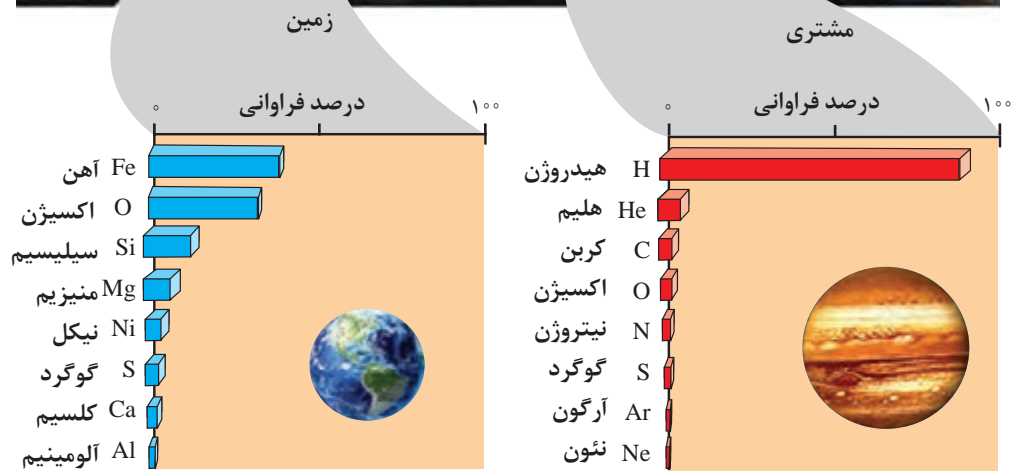 مشتری
درصد فراوانی
۰ ۱۰۰
H هیدروژن
He هلیم
C کربن
O اکسیژن
N نیتروژن
S گوگرد
Ar آرگون
Ne نئون
زمین
درصد فراوانی
۰ ۱۰۰
Fe آهن
O اکسیژن
Si سیلیسیم
Mg منیزیم
Ni نیکل
S گوگرد
Ca کلسیم
Al آلومینیم